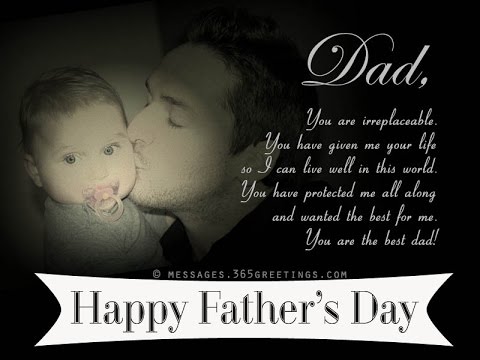 Dad,
You are irreplaceable.
You have given me your life
so I can live well in this world.
You have protected me all along
and wanted the best for me.
You are the best dad!
© MESSAGES.365GREETINGS.COM
Happy Father's Day